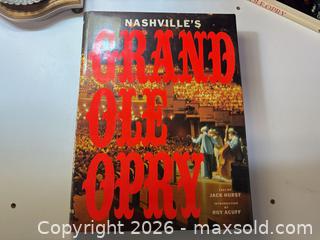 NASHVILLE'S
GRAND
OLE
OPRY
TEXT BY
JACK HURST
INTRODUCTION BY
ROY ACUFF
Copyright © 2026 - maxsold.com